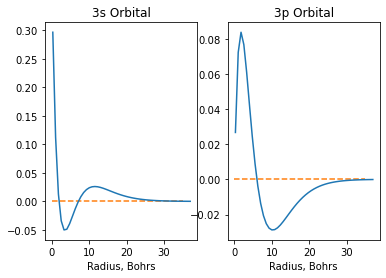 3s Orbital
3p Orbital
0.30
0.25
0.20
0.15
0.10
0.05
0.00
−0.05
0 10 20 30
Radius, Bohrs
0.08
0.06
0.04
0.02
0.00
−0.02
0 10 20 30
Radius, Bohrs